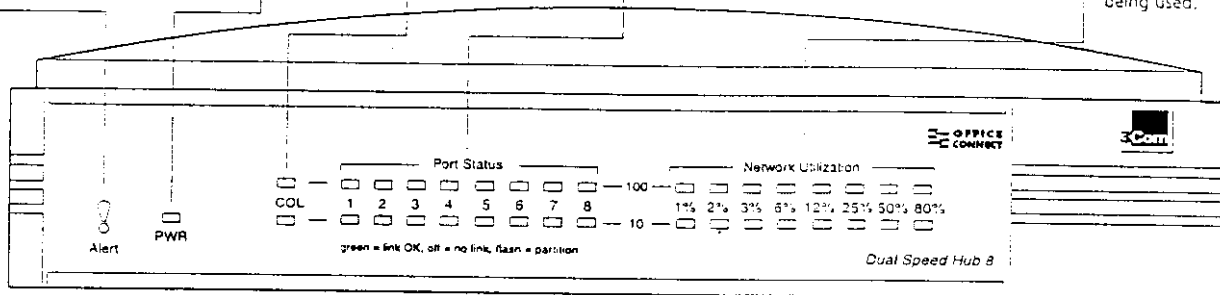 being used.
OFFICE
CONNECT
3Com
Port Status
Network Utilization
100
COL
1 2 3 4 5 6 7 8
1% 2% 3% 6% 12% 25% 50% 80%
10
Alert
PWR
green = link OK, off = no link, flash = partition
Dual Speed Hub 8